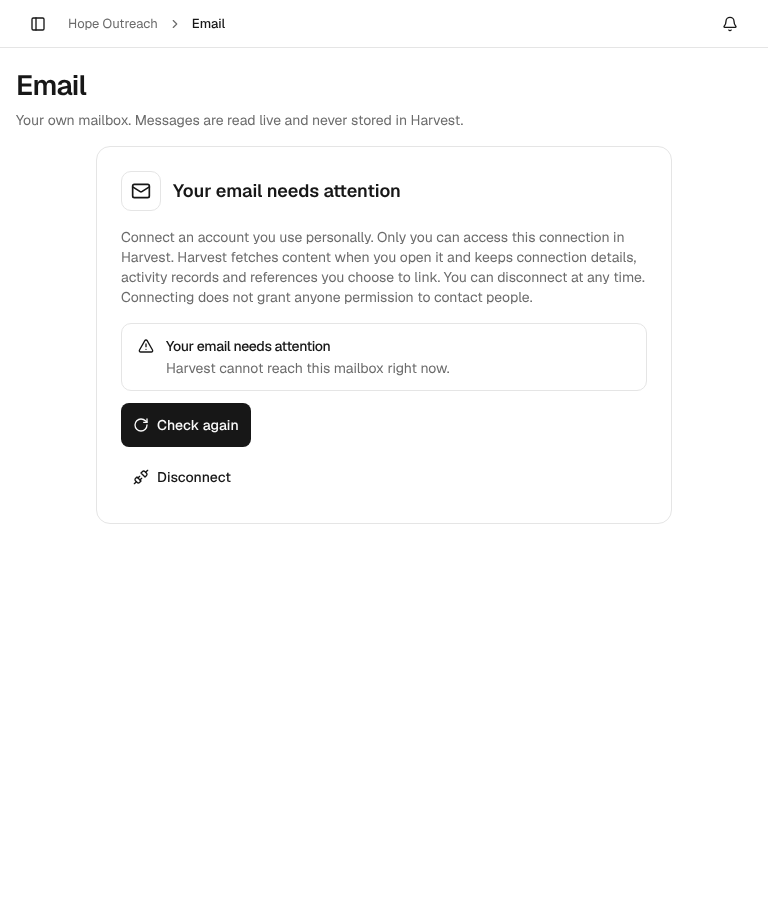 Hope Outreach > Email
Email
Your own mailbox. Messages are read live and never stored in Harvest.
Your email needs attention
Connect an account you use personally. Only you can access this connection in
Harvest. Harvest fetches content when you open it and keeps connection details,
activity records and references you choose to link. You can disconnect at any time.
Connecting does not grant anyone permission to contact people.
Your email needs attention
Harvest cannot reach this mailbox right now.
Check again
Disconnect